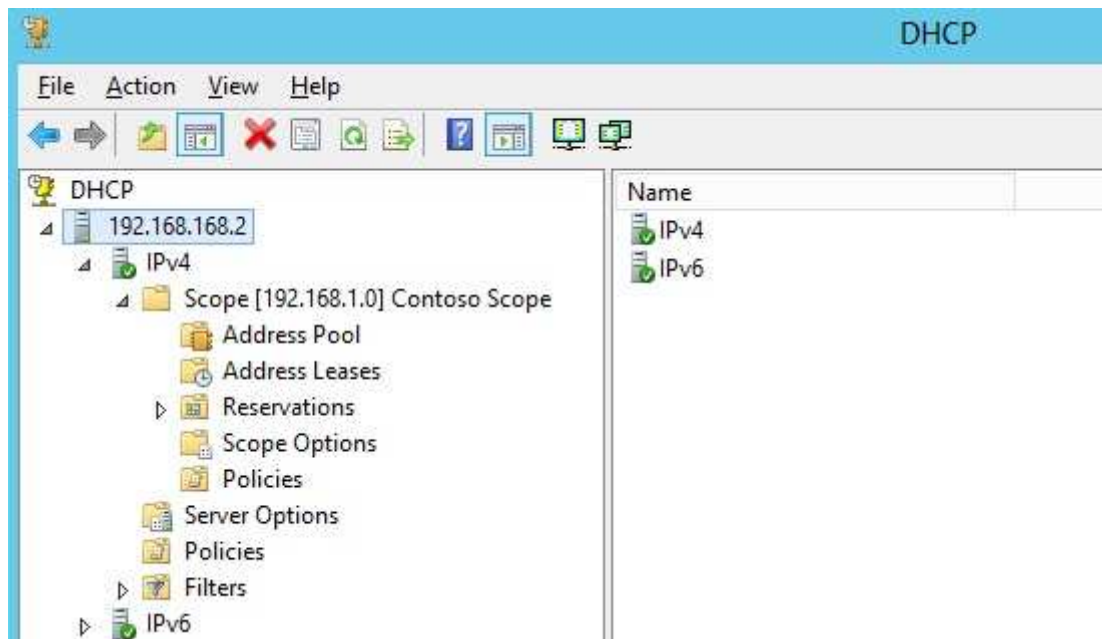 DHCP
File Action View Help
DHCP
192.168.168.2
IPv4
Scope [192.168.1.0] Contoso Scope
Address Pool
Address Leases
Reservations
Scope Options
Policies
Server Options
Policies
Filters
IPv6
Name
IPv4
IPv6